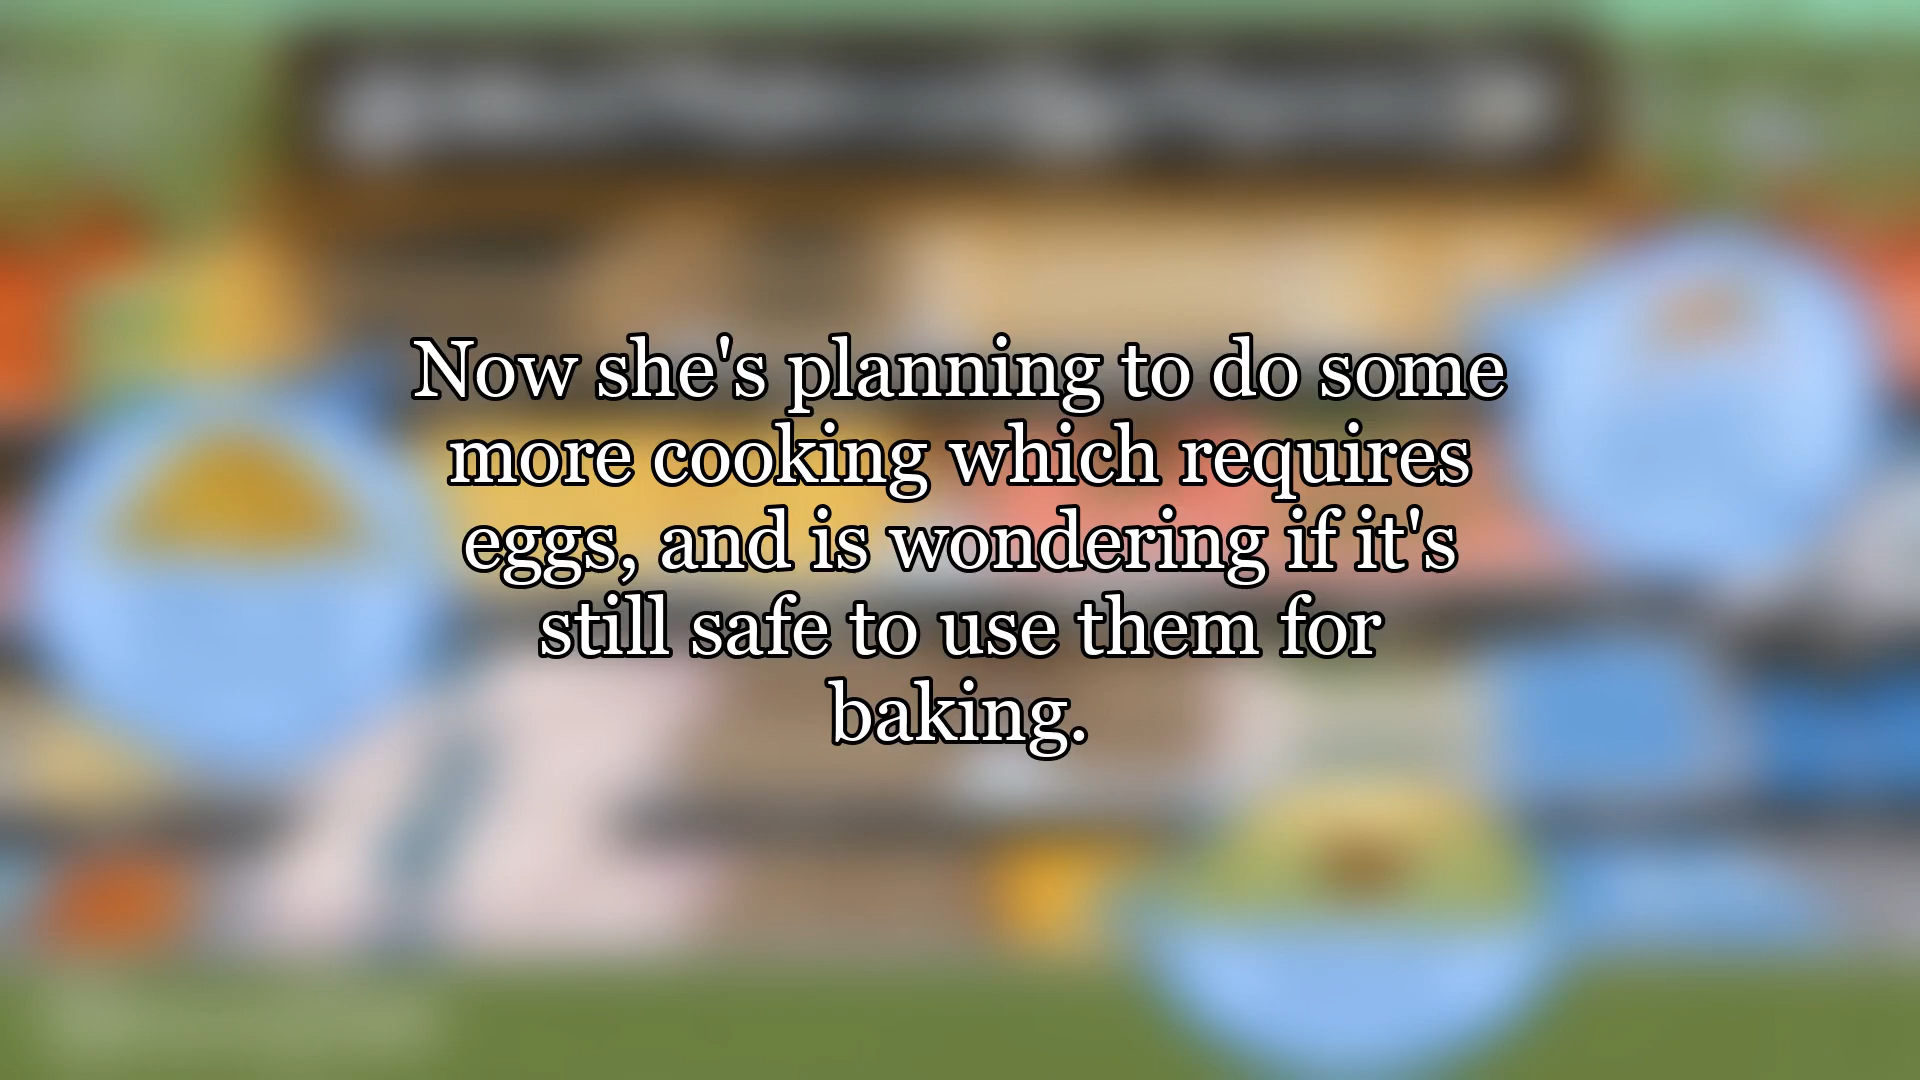 Now she's planning to do some
more cooking which requires
eggs, and is wondering if it's
still safe to use them for
baking.